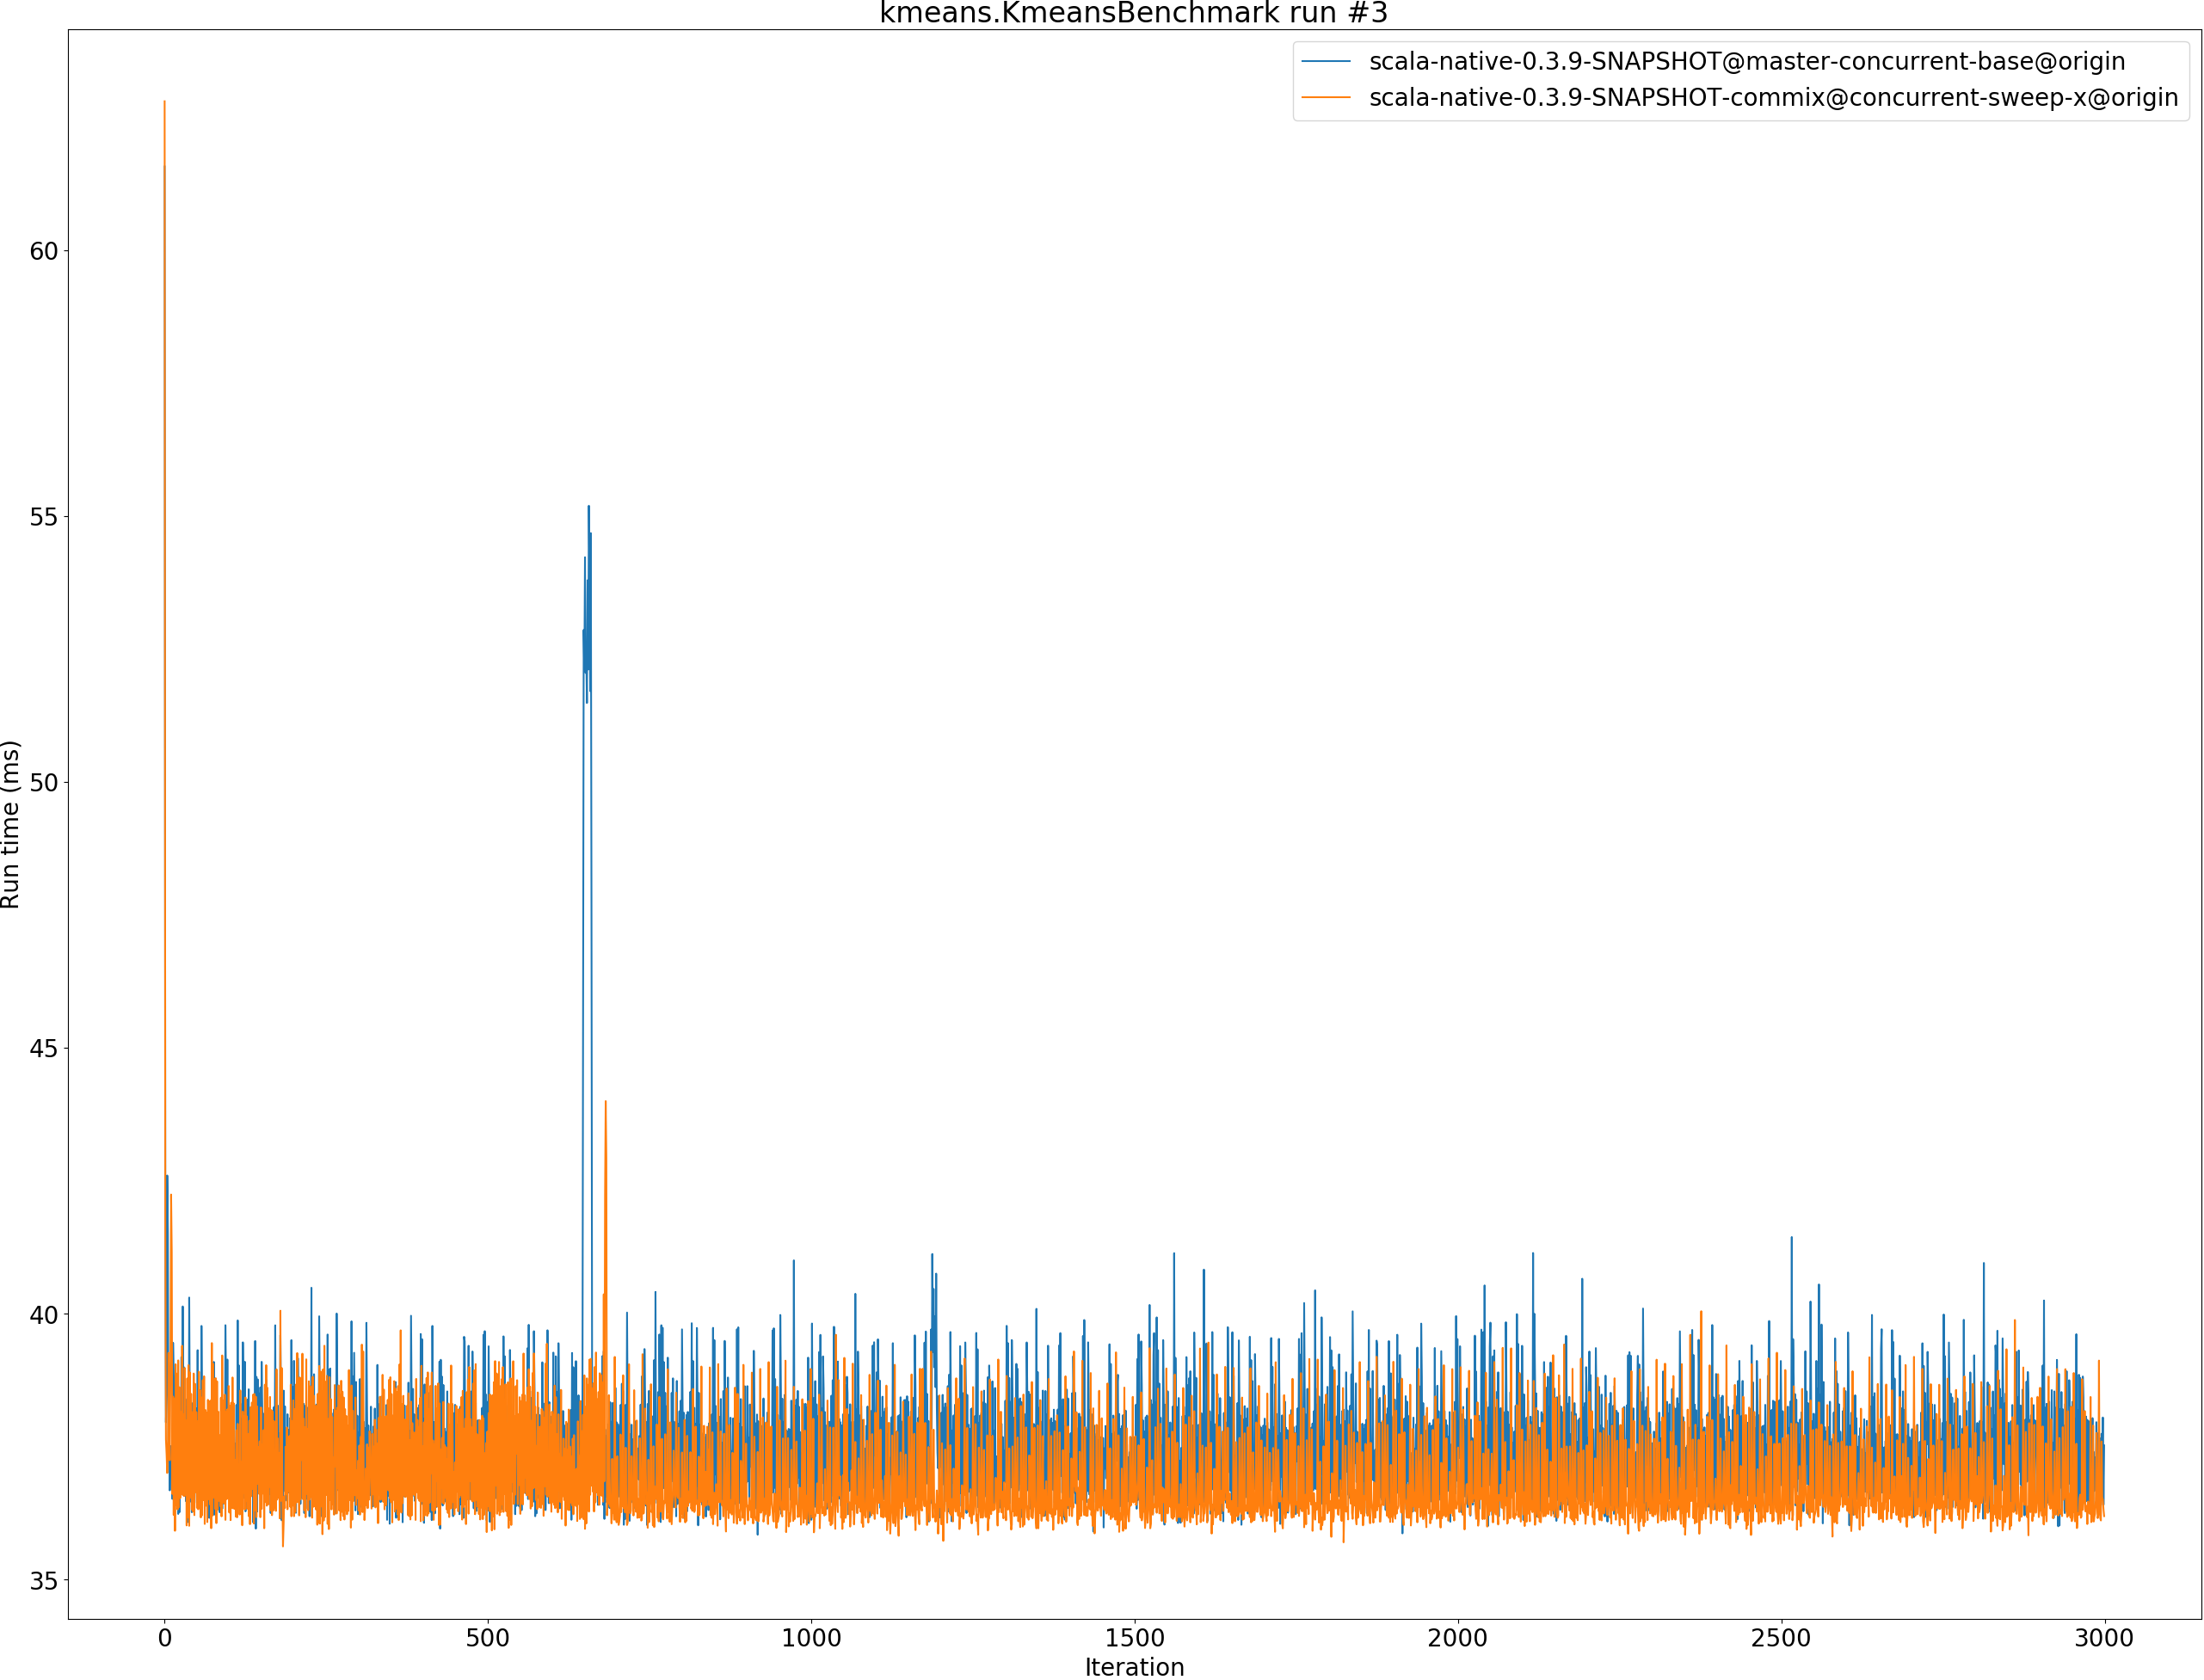 kmeans.KmeansBenchmark run #3
scala-native-0.3.9-SNAPSHOT@master-concurrent-base@origin
scala-native-0.3.9-SNAPSHOT-commix@concurrent-sweep-x@origin
Run time (ms)
60
55
50
45
40
35
0 500 1000 1500 2000 2500 3000
Iteration